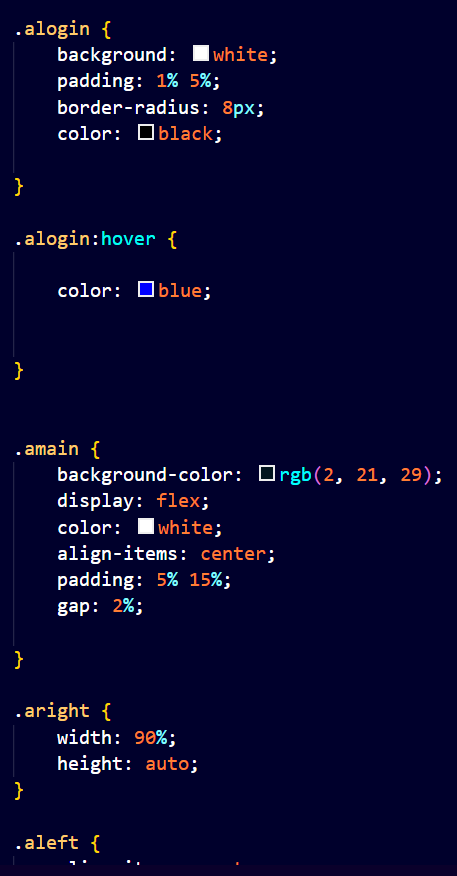 .alogin {
background: white;
padding: 1% 5%;
border-radius: 8px;
color: black;
}
.alogin:hover {
color: blue;
}
.amain {
background-color: rgb(2, 21, 29);
display: flex;
color: white;
align-items: center;
padding: 5% 15%;
gap: 2%;
}
.aright {
width: 90%;
height: auto;
}
.aleft {